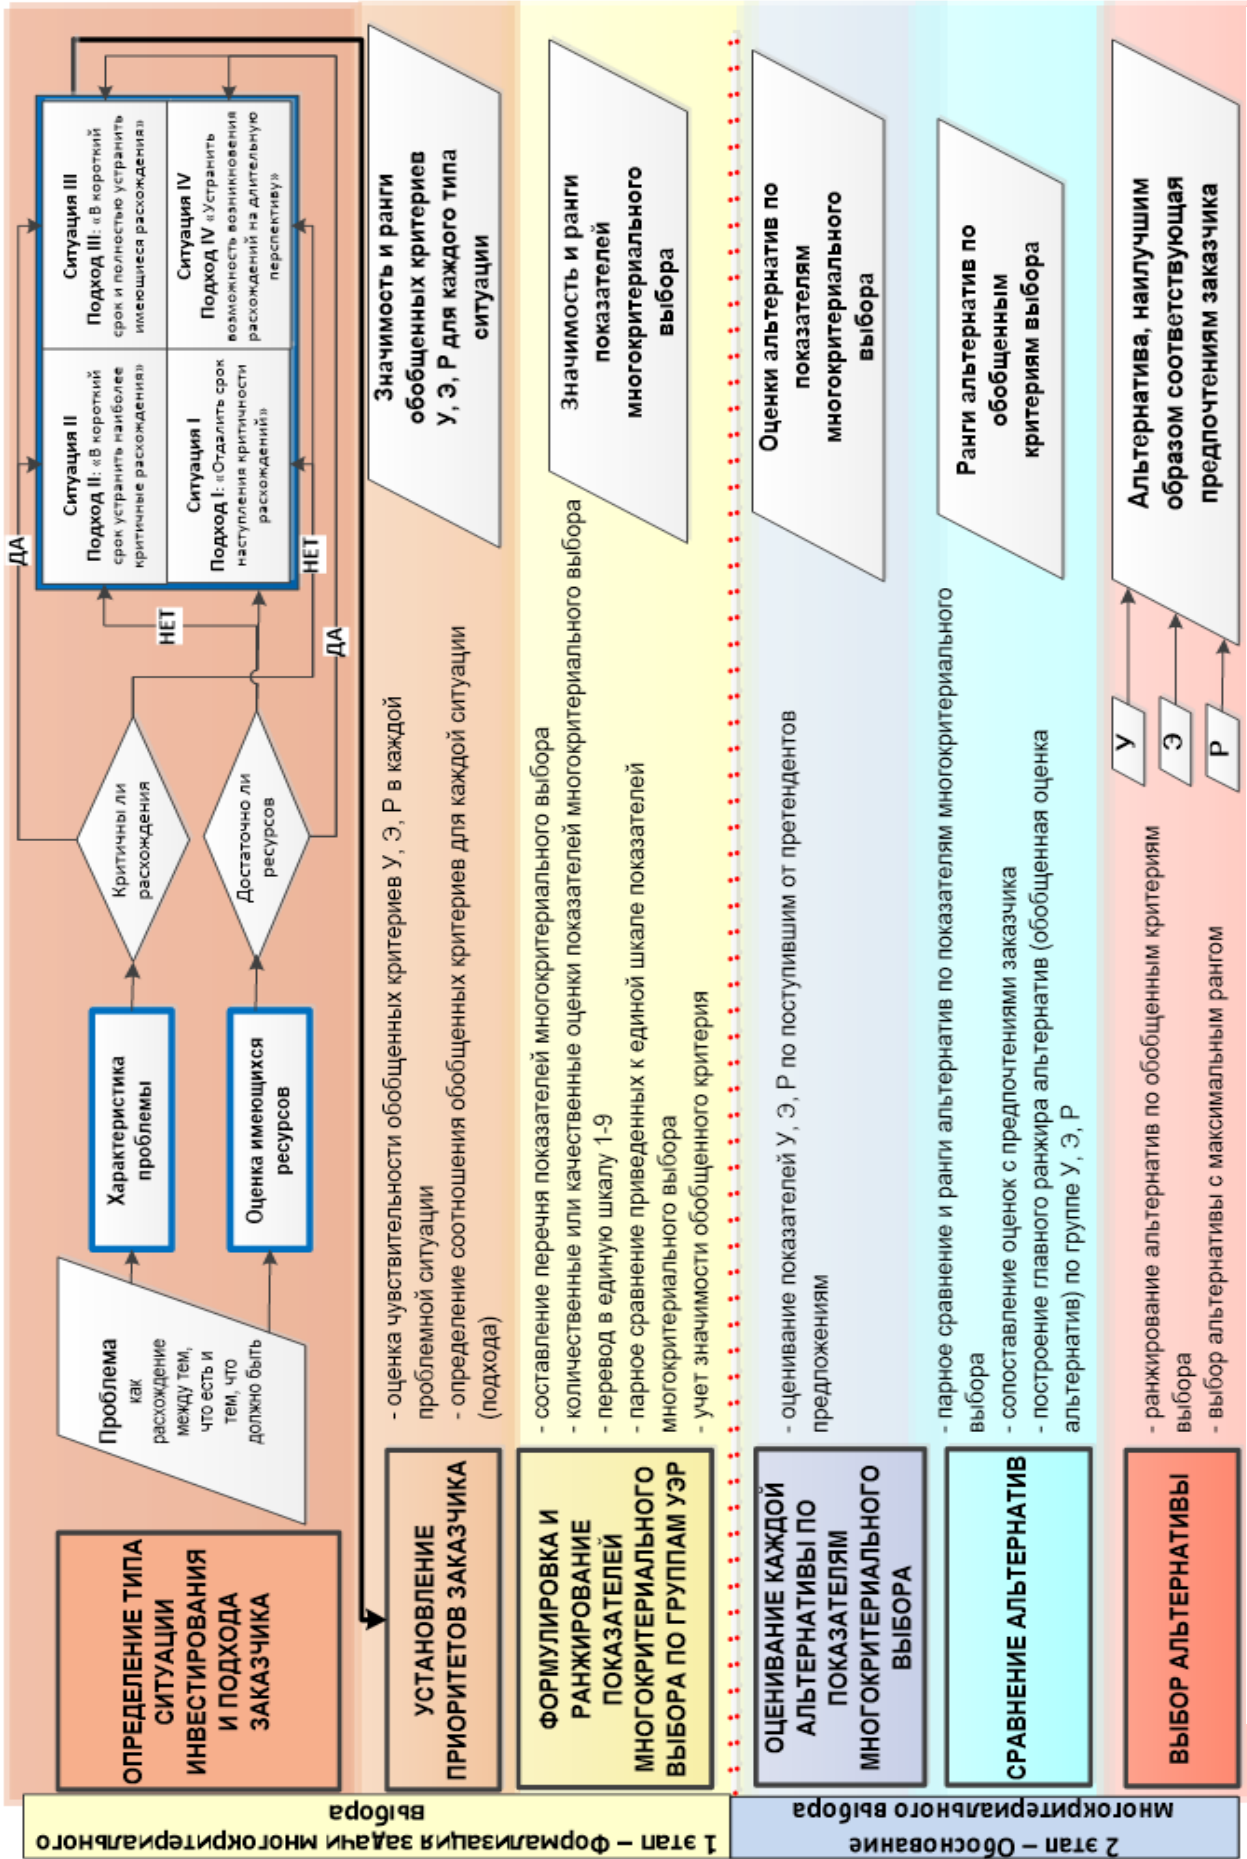 1 этап – Формализация задачи многокритериального
выбора
ОПРЕДЕЛЕНИЕ ТИПА
СИТУАЦИИ
ИНВЕСТИРОВАНИЯ
И ПОДХОДА
ЗАКАЗЧИКА
Проблема
как
расхождение
между тем,
что есть и
тем, что
должно быть
Характеристика
проблемы
Оценка имеющихся
ресурсов
Критичны ли
расхождения
Достаточно ли
ресурсов
ДА
НЕТ
НЕТ
ДА
Ситуация II
Подход II: «В короткий
срок устранить наиболее
критичные расхождения»
Ситуация III
Подход III: «В короткий
срок и полностью устранить
имеющиеся расхождения»
Ситуация I
Подход I: «Отдалить срок
наступления критичности
расхождений»
Ситуация IV
Подход IV «Устранить
возможность возникновения
расхождений на длительную
перспективу»
УСТАНОВЛЕНИЕ
ПРИОРИТЕТОВ ЗАКАЗЧИКА
- оценка чувствительности обобщенных критериев У, Э, Р в каждой
проблемной ситуации
- определение соотношения обобщенных критериев для каждой ситуации
(подхода)
Значимость и ранги
обобщенных критериев
У, Э, Р для каждого типа
ситуации
ФОРМУЛИРОВКА И
РАНЖИРОВАНИЕ
ПОКАЗАТЕЛЕЙ
МНОГОКРИТЕРИАЛЬНОГО
ВЫБОРА ПО ГРУППАМ УЭР
- составление перечня показателей многокритериального выбора
- количественные или качественные оценки показателей многокритериального выбора
- перевод в единую шкалу 1-9
- парное сравнение приведенных к единой шкале показателей
многокритериального выбора
- учет значимости обобщенного критерия
Значимость и ранги
показателей
многокритериального
выбора
2 этап – Обоснование
многокритериального выбора
ОЦЕНИВАНИЕ КАЖДОЙ
АЛЬТЕРНАТИВЫ ПО
ПОКАЗАТЕЛЯМ
МНОГОКРИТЕРИАЛЬНОГО
ВЫБОРА
- оценивание показателей У, Э, Р по поступившим от претендентов
предложениям
Оценки альтернатив по
показателям
многокритериального
выбора
СРАВНЕНИЕ АЛЬТЕРНАТИВ
- парное сравнение и ранги альтернатив по показателям многокритериального
выбора
- сопоставление оценок с предпочтениями заказчика
- построение главного ранжира альтернатив (обобщенная оценка
альтернатив) по группе У, Э, Р
Ранги альтернатив по
обобщенным
критериям выбора
ВЫБОР АЛЬТЕРНАТИВЫ
- ранжирование альтернатив по обобщенным критериям
выбора
- выбор альтернативы с максимальным рангом
У
Э
Р
Альтернатива, наилучшим
образом соответствующая
предпочтениям заказчика